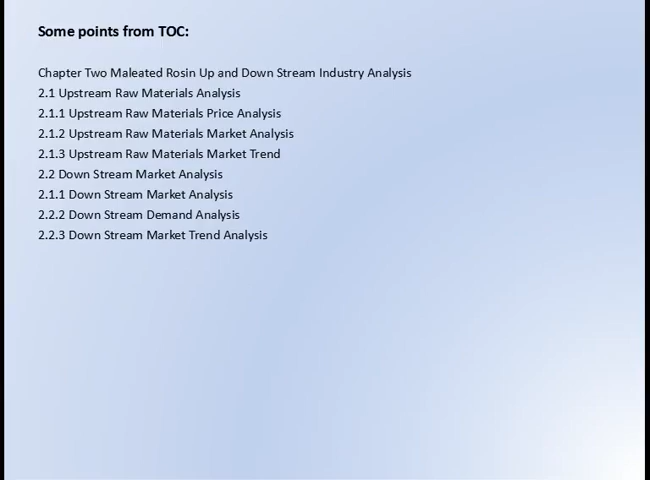 Some points from TOC:
Chapter Two Maleated Rosin Up and Down Stream Industry Analysis
2.1 Upstream Raw Materials Analysis
2.1.1 Upstream Raw Materials Price Analysis
2.1.2 Upstream Raw Materials Market Analysis
2.1.3 Upstream Raw Materials Market Trend
2.2 Down Stream Market Analysis
2.1.1 Down Stream Market Analysis
2.2.2 Down Stream Demand Analysis
2.2.3 Down Stream Market Trend Analysis